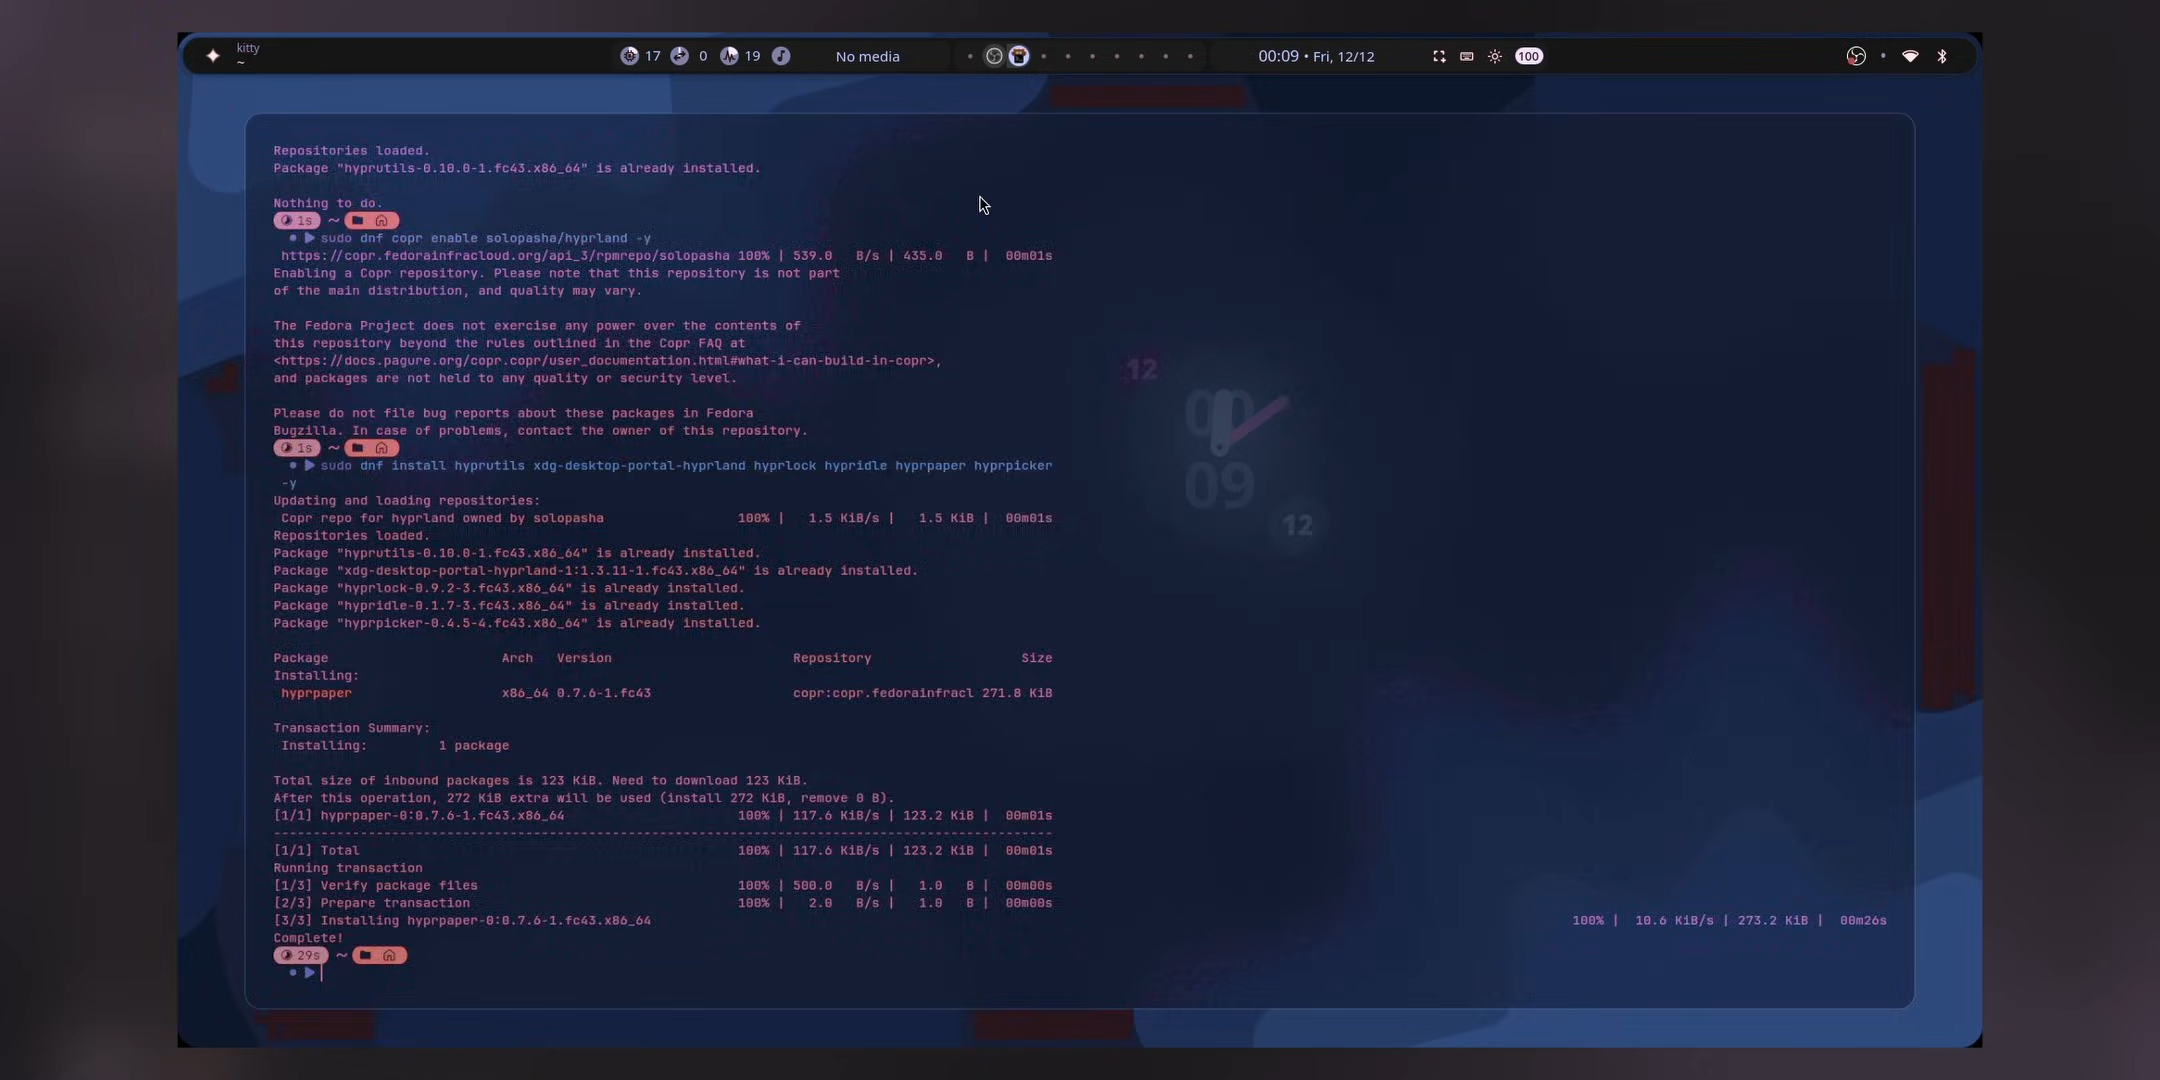 kitty
~
17 0 19 No media 00:09 • Fri, 12/12 100
Repositories loaded.
Package "hyprutils-0.10.0-1.fc43.x86_64" is already installed.
Nothing to do.
1s ~
sudo dnf copr enable solopasha/hyprland -y
https://copr.fedorainfracloud.org/api_3/rpmrepo/solopasha 100% | 539.0 B/s | 435.0 B | 00m01s
Enabling a Copr repository. Please note that this repository is not part
of the main distribution, and quality may vary.
The Fedora Project does not exercise any power over the contents of
this repository beyond the rules outlined in the Copr FAQ at
<https://docs.pagure.org/copr.copr/user_documentation.html#what-i-can-build-in-copr>,
and packages are not held to any quality or security level.
Please do not file bug reports about these packages in Fedora
Bugzilla. In case of problems, contact the owner of this repository.
1s ~
sudo dnf install hyprutils xdg-desktop-portal-hyprland hyprlock hypridle hyprpaper hyprpicker
-y
Updating and loading repositories:
Copr repo for hyprland owned by solopasha 100% | 1.5 KiB/s | 1.5 KiB | 00m01s
Repositories loaded.
Package "hyprutils-0.10.0-1.fc43.x86_64" is already installed.
Package "xdg-desktop-portal-hyprland-1:1.3.11-1.fc43.x86_64" is already installed.
Package "hyprlock-0.9.2-3.fc43.x86_64" is already installed.
Package "hypridle-0.1.7-3.fc43.x86_64" is already installed.
Package "hyprpicker-0.4.5-4.fc43.x86_64" is already installed.
Package Arch Version Repository Size
Installing:
hyprpaper x86_64 0.7.6-1.fc43 copr:copr.fedorainfracl 271.8 KiB
Transaction Summary:
Installing: 1 package
Total size of inbound packages is 123 KiB. Need to download 123 KiB.
After this operation, 272 KiB extra will be used (install 272 KiB, remove 0 B).
[1/1] hyprpaper-0:0.7.6-1.fc43.x86_64 100% | 117.6 KiB/s | 123.2 KiB | 00m01s
----------------------------------------------------------------------------------------------------
[1/1] Total 100% | 117.6 KiB/s | 123.2 KiB | 00m01s
Running transaction
[1/3] Verify package files 100% | 500.0 B/s | 1.0 B | 00m00s
[2/3] Prepare transaction 100% | 2.0 B/s | 1.0 B | 00m00s
[3/3] Installing hyprpaper-0:0.7.6-1.fc43.x86_64 100% | 10.6 KiB/s | 273.2 KiB | 00m26s
Complete!
29s ~
12
00
09
12